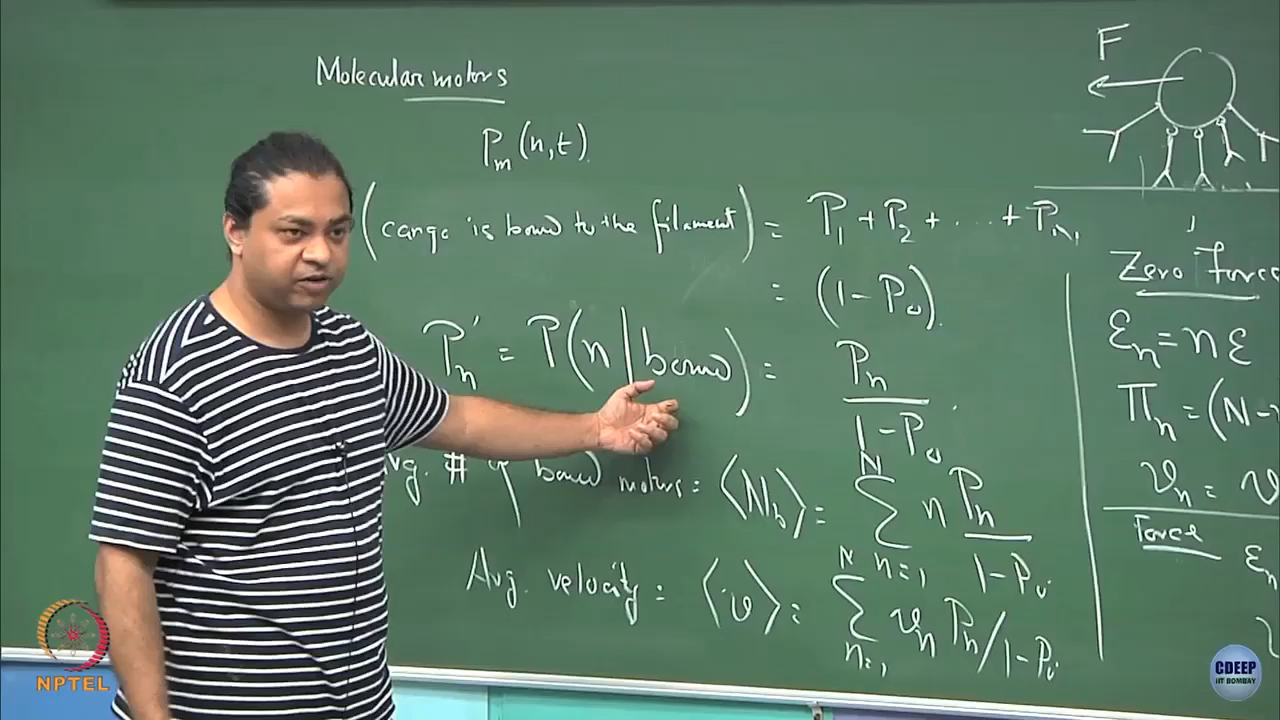 Molecular motors
P_m(n,t).
(cargo is bound to the filament) = P_1 + P_2 + .... + P_N
= (1 - P_0).
P_n' = P(n | bound) = P_n / 1 - P_0
Avg. # of bound motors = ⟨N_b⟩ = Σ_{n=1}^{N} n P_n / 1 - P_0
Avg. velocity = ⟨v⟩ = Σ_{n=1}^{N} v_n P_n / 1 - P_0
F
Zero force
ε_n = n ε
Π_n = (N -
v_n = v
Force
ε_n
v
NPTEL
CDEEP
IIT BOMBAY